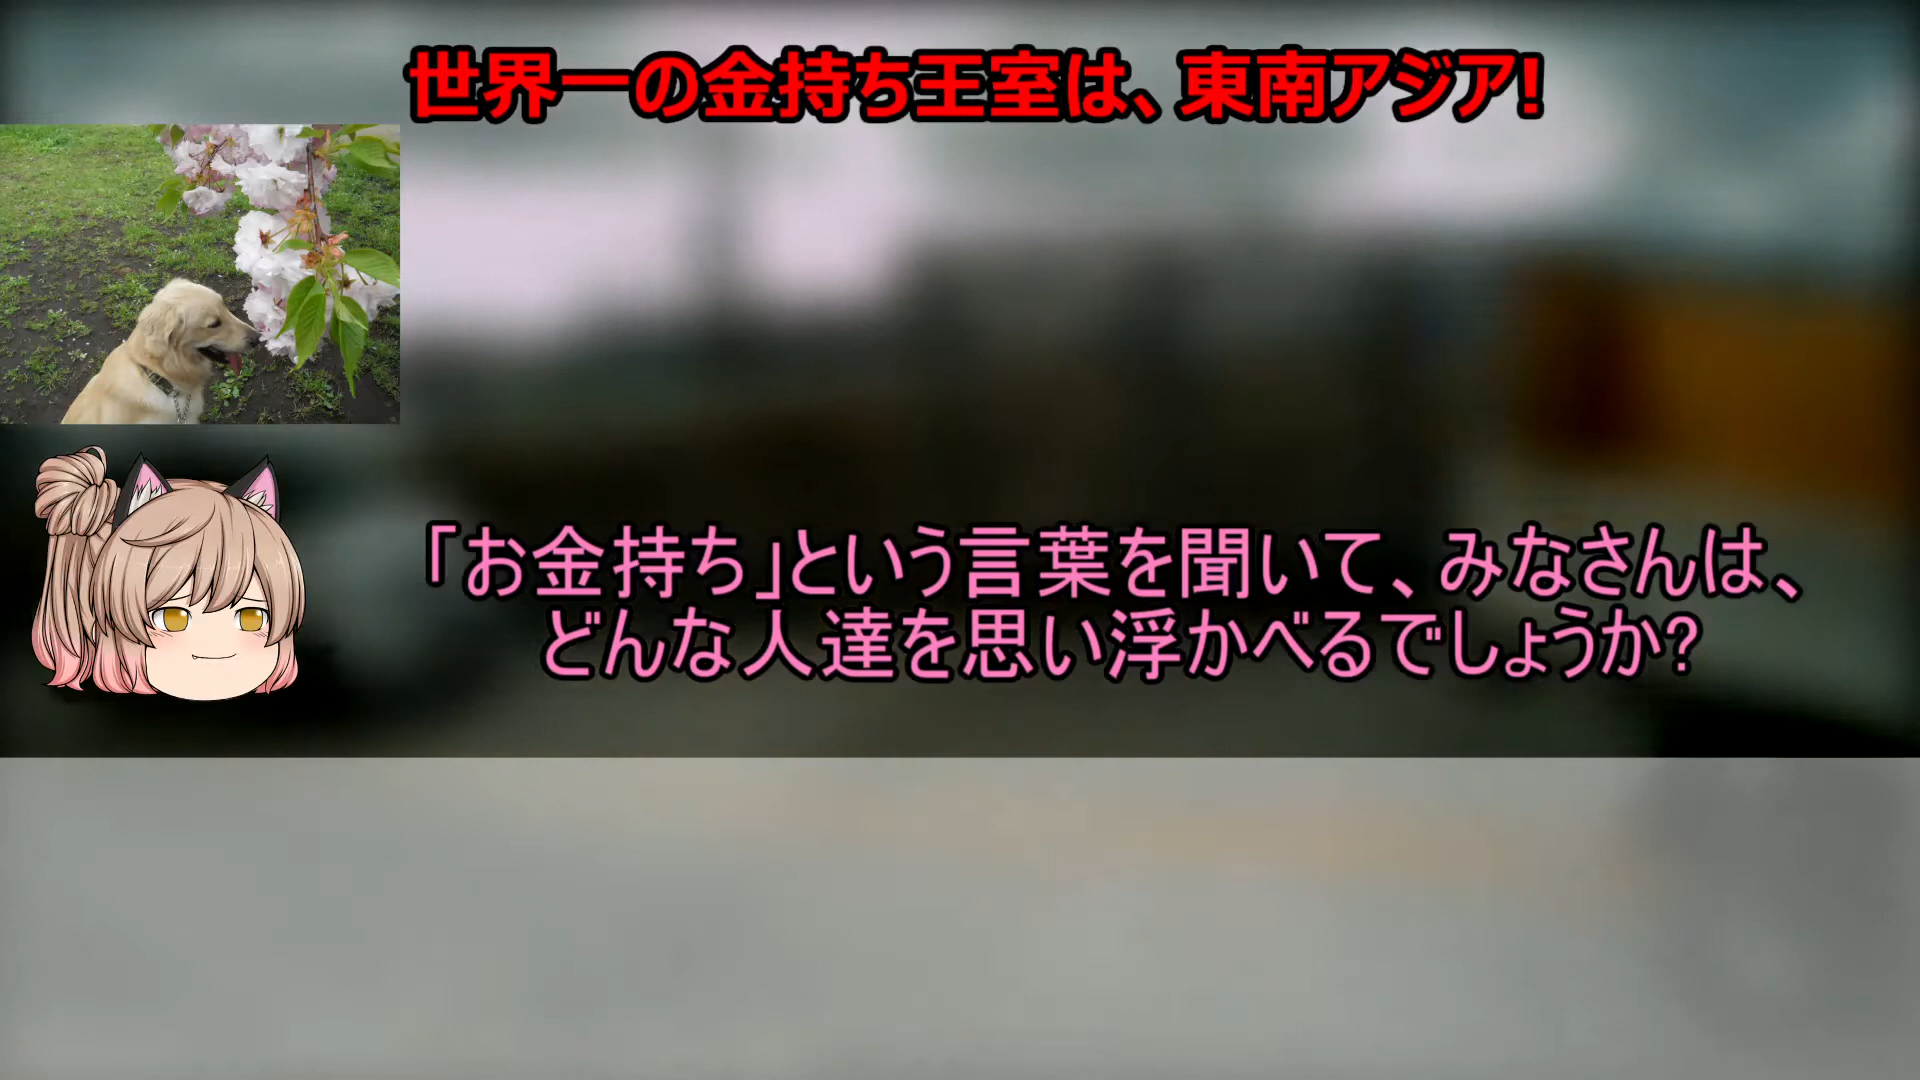 世界一の金持ち王室は、東南アジア!
「お金持ち」という言葉を聞いて、みなさんは、
どんな人達を思い浮かべるでしょうか?